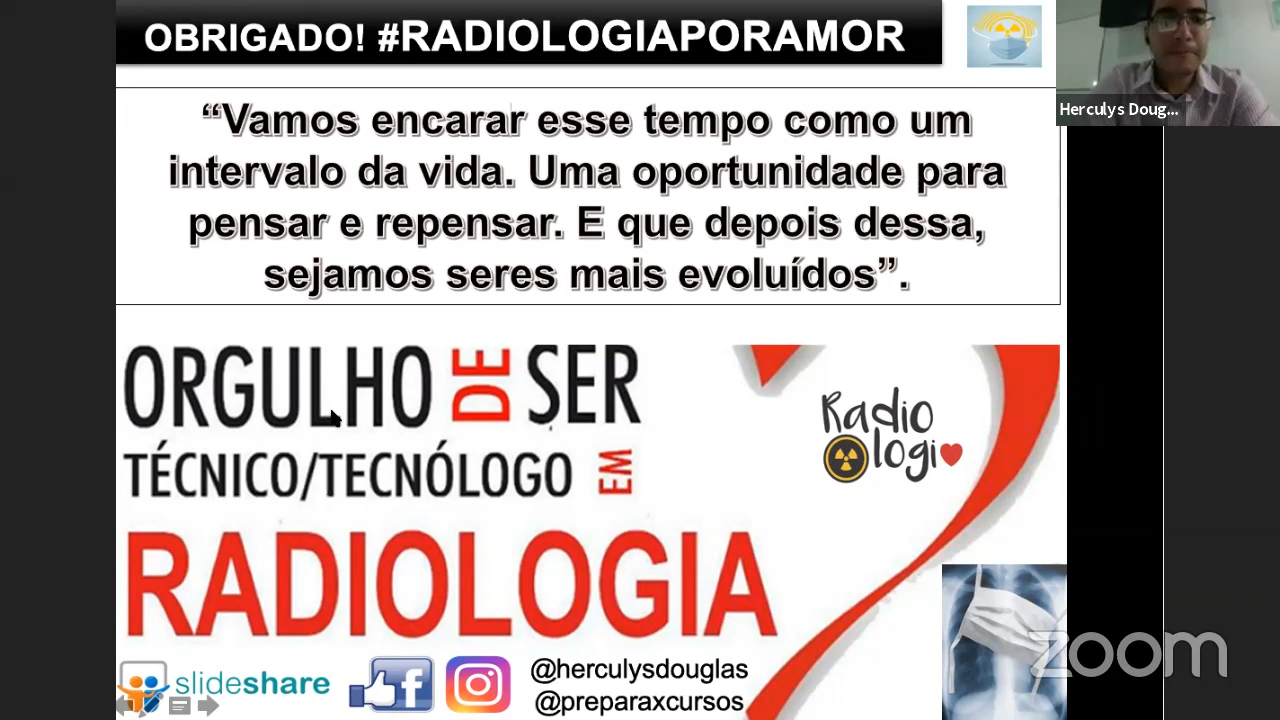 OBRIGADO! #RADIOLOGIAPORAMOR
Herculys Doug...
“Vamos encarar esse tempo como um
intervalo da vida. Uma oportunidade para
pensar e repensar. E que depois dessa,
sejamos seres mais evoluídos”.
ORGULHO DE SER
TÉCNICO/TECNÓLOGO EM
RADIOLOGIA
Radio
logi
slideshare
f
@herculysdouglas
@preparaxcursos
zoom